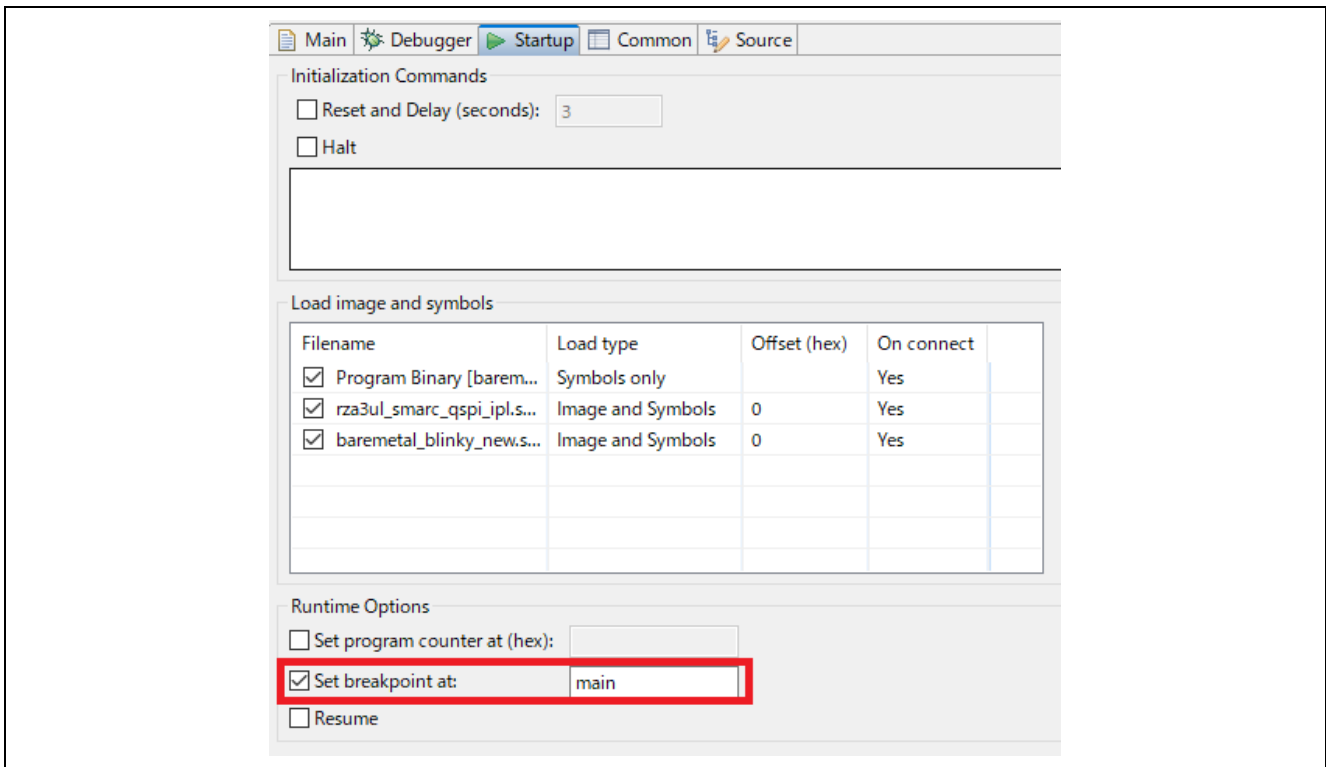 Main Debugger Startup Common Source
Initialization Commands
Reset and Delay (seconds): 3
Halt
Load image and symbols
Filename Load type Offset (hex) On connect
Program Binary [barem... Symbols only Yes
rza3ul_smarc_qspi_ipl.s... Image and Symbols 0 Yes
baremetal_blinky_new.s... Image and Symbols 0 Yes
Runtime Options
Set program counter at (hex):
Set breakpoint at: main
Resume